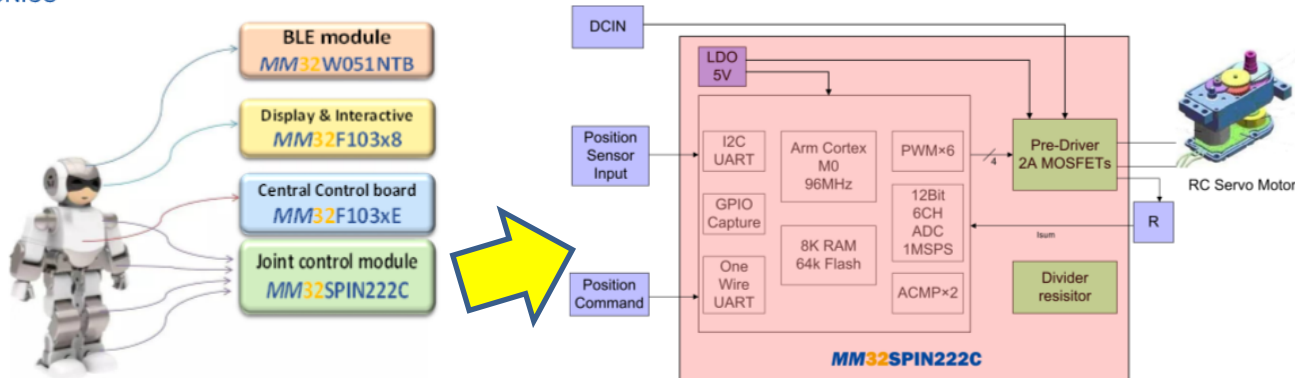 BLE module
MM32W051NTB
Display & Interactive
MM32F103x8
Central Control board
MM32F103xE
Joint control module
MM32SPIN222C
DCIN
Position
Sensor
Input
Position
Command
LDO
5V
I2C
UART
GPIO
Capture
One
Wire
UART
Arm Cortex
M0
96MHz
8K RAM
64k Flash
PWM×6
12Bit
6CH
ADC
1MSPS
ACMP×2
4
Pre-Driver
2A MOSFETs
RC Servo Motor
R
Isum
Divider
resisitor
MM32SPIN222C